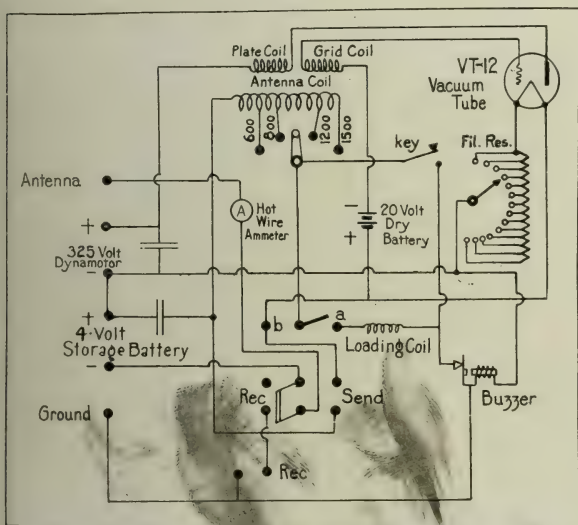 Plate Coil
Grid Coil
Antenna Coil
VT-12
Vacuum
Tube
600
800
1200
1500
key
Fil. Res.
Antenna
A
Hot
Wire
Ammeter
+
325 Volt
Dynamotor
-
-
20 Volt
Dry
Battery
+
+
4-Volt
Storage Battery
-
b
a
Loading Coil
Rec
Send
Buzzer
Ground
Rec